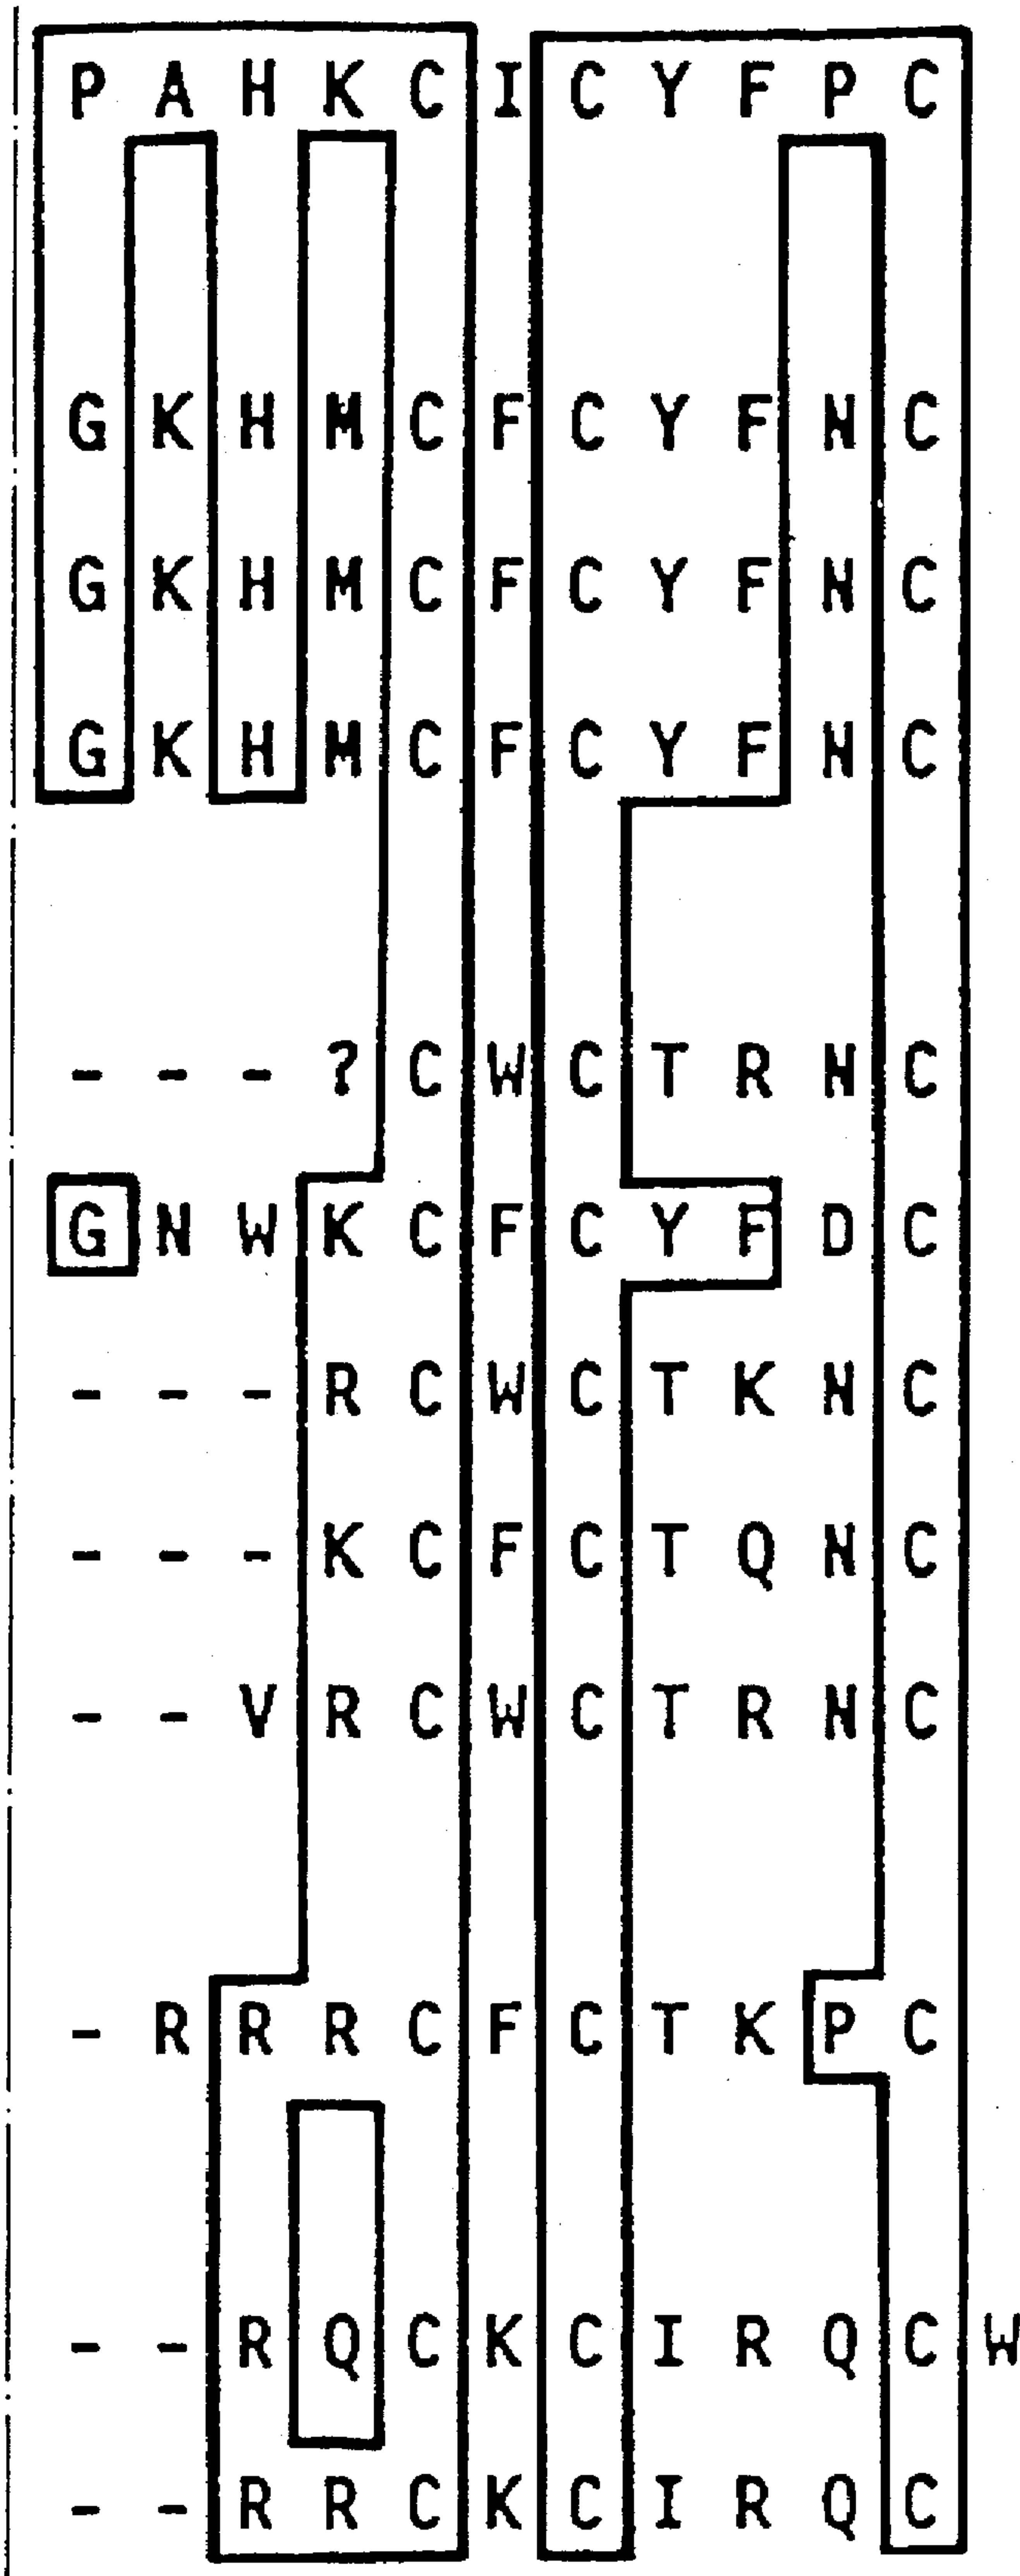 P A H K C I C Y F P C
G K H M C F C Y F N C
G K H M C F C Y F N C
G K H M C F C Y F N C
- - - ? C W C T R N C
G N W K C F C Y F D C
- - - R C W C T K N C
- - - K C F C T Q N C
- - V R C W C T R N C
- R R R C F C T K P C
- - R Q C K C I R Q C W
- - R R C K C I R Q C